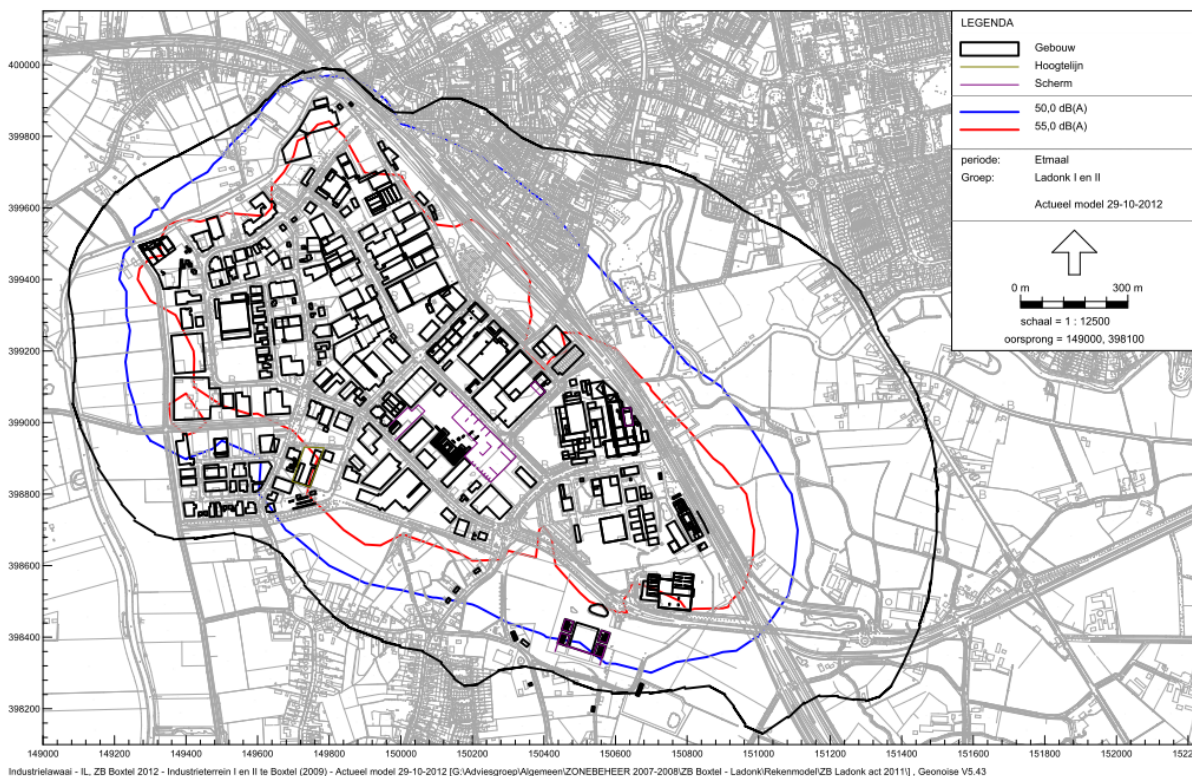 LEGENDA
Gebouw
Hoogtelijn
Scherm
50,0 dB(A)
55,0 dB(A)
periode: Etmaal
Groep: Ladonk I en II
Actueel model 29-10-2012
0 m 300 m
schaal = 1 : 12500
oorsprong = 149000, 398100
400000
399800
399600
399400
399200
399000
398800
398600
398400
398200
149000 149200 149400 149600 149800 150000 150200 150400 150600 150800 151000 151200 151400 151600 151800 152000 1522
Industrielawaai - IL, ZB Boxtel 2012 - Industrieterrein I en II te Boxtel (2009) - Actueel model 29-10-2012 [G:\Adviesgroep\Algemeen\ZONEBEHEER 2007-2008\ZB Boxtel - Ladonk\Rekenmodel\ZB Ladonk act 2011\] , Geonoise V5.43